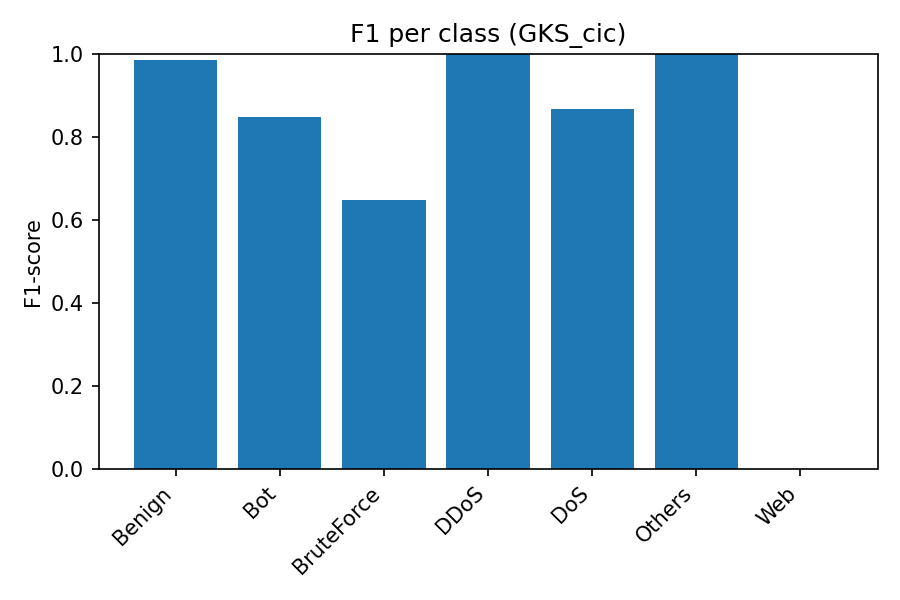 F1 per class (GKS_cic)
F1-score
1.0
0.8
0.6
0.4
0.2
0.0
Benign
Bot
BruteForce
DDoS
DoS
Others
Web